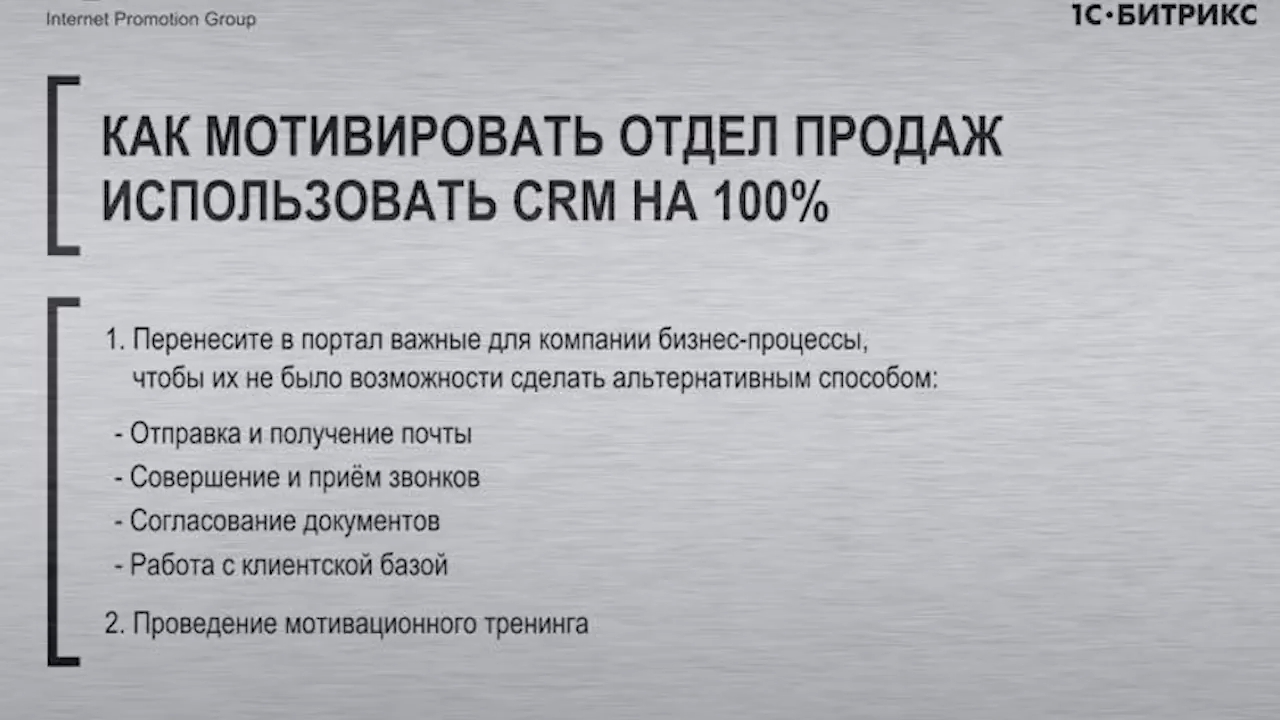 Internet Promotion Group
1С•БИТРИКС
КАК МОТИВИРОВАТЬ ОТДЕЛ ПРОДАЖ
ИСПОЛЬЗОВАТЬ CRM НА 100%
1. Перенесите в портал важные для компании бизнес-процессы,
чтобы их не было возможности сделать альтернативным способом:
- Отправка и получение почты
- Совершение и приём звонков
- Согласование документов
- Работа с клиентской базой
2. Проведение мотивационного тренинга